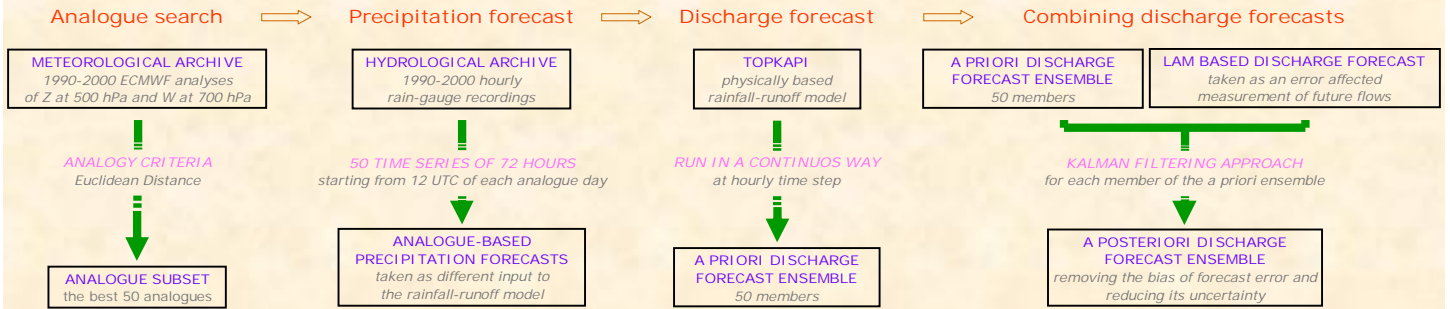 Analogue search
Precipitation forecast
Discharge forecast
Combining discharge forecasts
METEOROLOGICAL ARCHIVE
1990-2000 ECMWF analyses
of Z at 500 hPa and W at 700 hPa
ANALOGY CRITERIA
Euclidean Distance
ANALOGUE SUBSET
the best 50 analogues
HYDROLOGICAL ARCHIVE
1990-2000 hourly
rain-gauge recordings
50 TIME SERIES OF 72 HOURS
starting from 12 UTC of each analogue day
ANALOGUE-BASED
PRECIPITATION FORECASTS
taken as different input to
the rainfall-runoff model
TOPKAPI
physically based
rainfall-runoff model
RUN IN A CONTINUOS WAY
at hourly time step
A PRIORI DISCHARGE
FORECAST ENSEMBLE
50 members
A PRIORI DISCHARGE
FORECAST ENSEMBLE
50 members
LAM BASED DISCHARGE FORECAST
taken as an error affected
measurement of future flows
KALMAN FILTERING APPROACH
for each member of the a priori ensemble
A POSTERIORI DISCHARGE
FORECAST ENSEMBLE
removing the bias of forecast error and
reducing its uncertainty